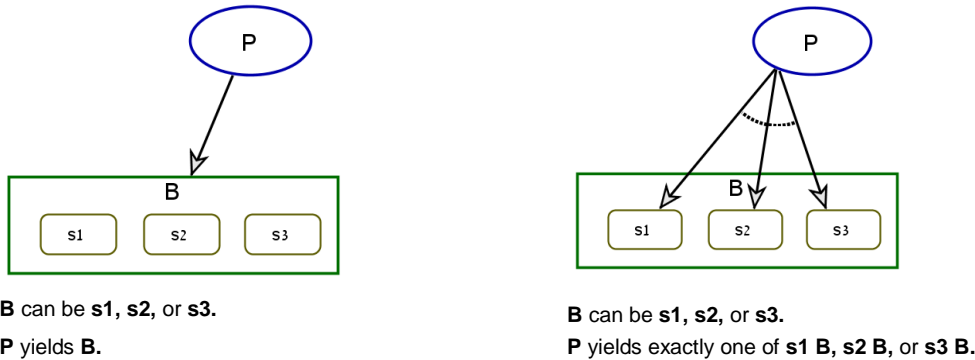 P
B
s1 s2 s3
B can be s1, s2, or s3.
P yields B.
P
B
s1 s2 s3
B can be s1, s2, or s3.
P yields exactly one of s1 B, s2 B, or s3 B.